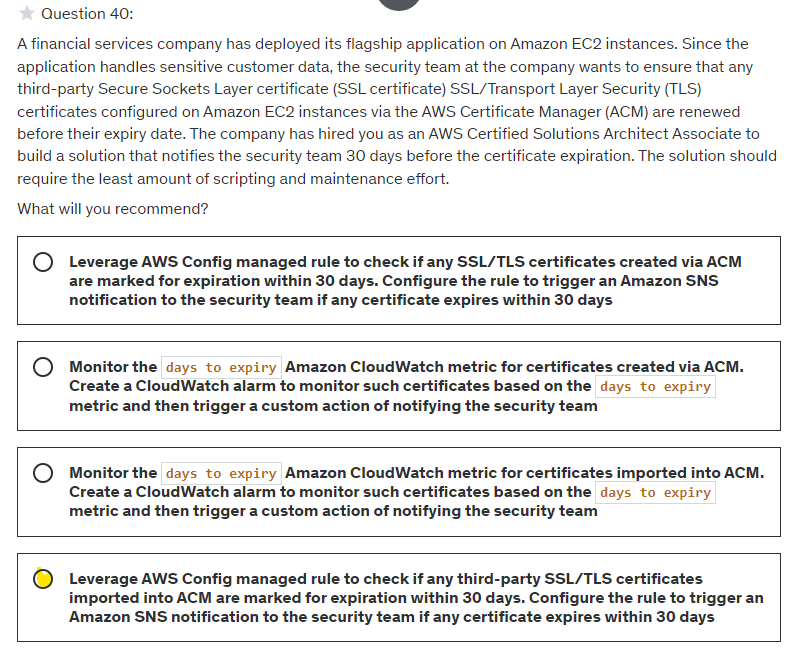 Question 40:
A financial services company has deployed its flagship application on Amazon EC2 instances. Since the
application handles sensitive customer data, the security team at the company wants to ensure that any
third-party Secure Sockets Layer certificate (SSL certificate) SSL/Transport Layer Security (TLS)
certificates configured on Amazon EC2 instances via the AWS Certificate Manager (ACM) are renewed
before their expiry date. The company has hired you as an AWS Certified Solutions Architect Associate to
build a solution that notifies the security team 30 days before the certificate expiration. The solution should
require the least amount of scripting and maintenance effort.
What will you recommend?
Leverage AWS Config managed rule to check if any SSL/TLS certificates created via ACM
are marked for expiration within 30 days. Configure the rule to trigger an Amazon SNS
notification to the security team if any certificate expires within 30 days
Monitor the days to expiry Amazon CloudWatch metric for certificates created via ACM.
Create a CloudWatch alarm to monitor such certificates based on the days to expiry
metric and then trigger a custom action of notifying the security team
Monitor the days to expiry Amazon CloudWatch metric for certificates imported into ACM.
Create a CloudWatch alarm to monitor such certificates based on the days to expiry
metric and then trigger a custom action of notifying the security team
Leverage AWS Config managed rule to check if any third-party SSL/TLS certificates
imported into ACM are marked for expiration within 30 days. Configure the rule to trigger an
Amazon SNS notification to the security team if any certificate expires within 30 days